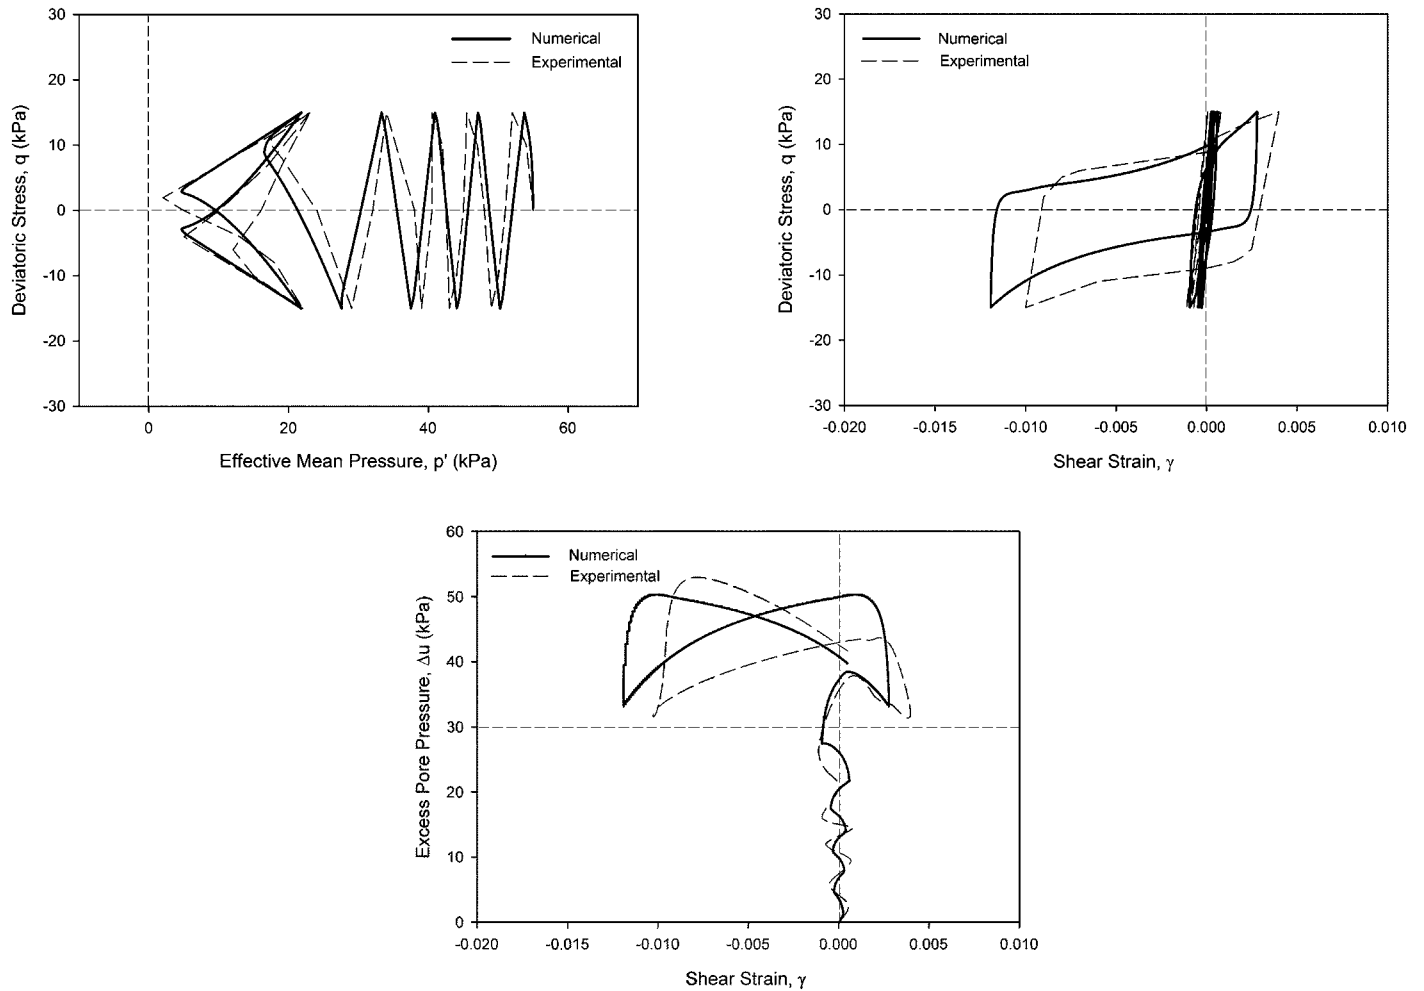 30
20
10
0
-10
-20
-30
Deviatoric Stress, q (kPa)
Numerical
Experimental
0 20 40 60
Effective Mean Pressure, p' (kPa)
30
20
10
0
-10
-20
-30
Deviatoric Stress, q (kPa)
Numerical
Experimental
-0.020 -0.015 -0.010 -0.005 0.000 0.005 0.010
Shear Strain, γ
60
50
40
30
20
10
0
Excess Pore Pressure, Δu (kPa)
Numerical
Experimental
-0.020 -0.015 -0.010 -0.005 0.000 0.005 0.010
Shear Strain, γ